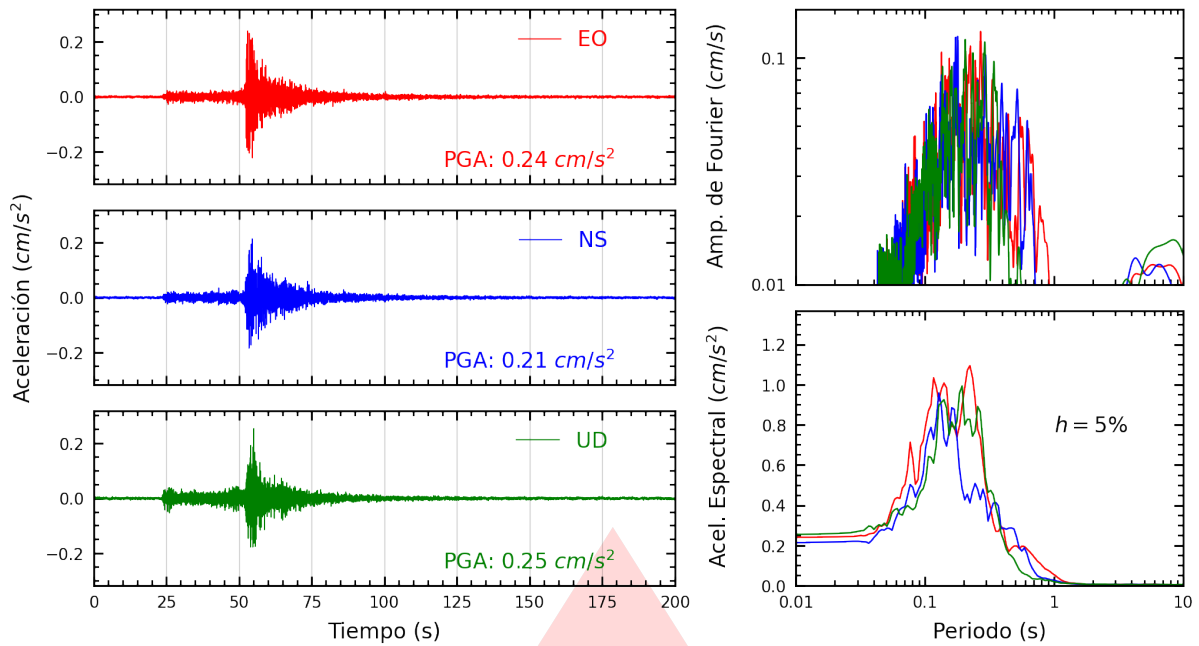 0.2
0.0
−0.2
EO
PGA: 0.24 cm/s²
0.2
0.0
−0.2
NS
PGA: 0.21 cm/s²
0.2
0.0
−0.2
UD
PGA: 0.25 cm/s²
0 25 50 75 100 125 150 175 200
Tiempo (s)
Aceleración (cm/s²)
0.1
0.01
Amp. de Fourier (cm/s)
1.2
1.0
0.8
0.6
0.4
0.2
0.0
h = 5%
Acel. Espectral (cm/s²)
0.01 0.1 1 10
Periodo (s)